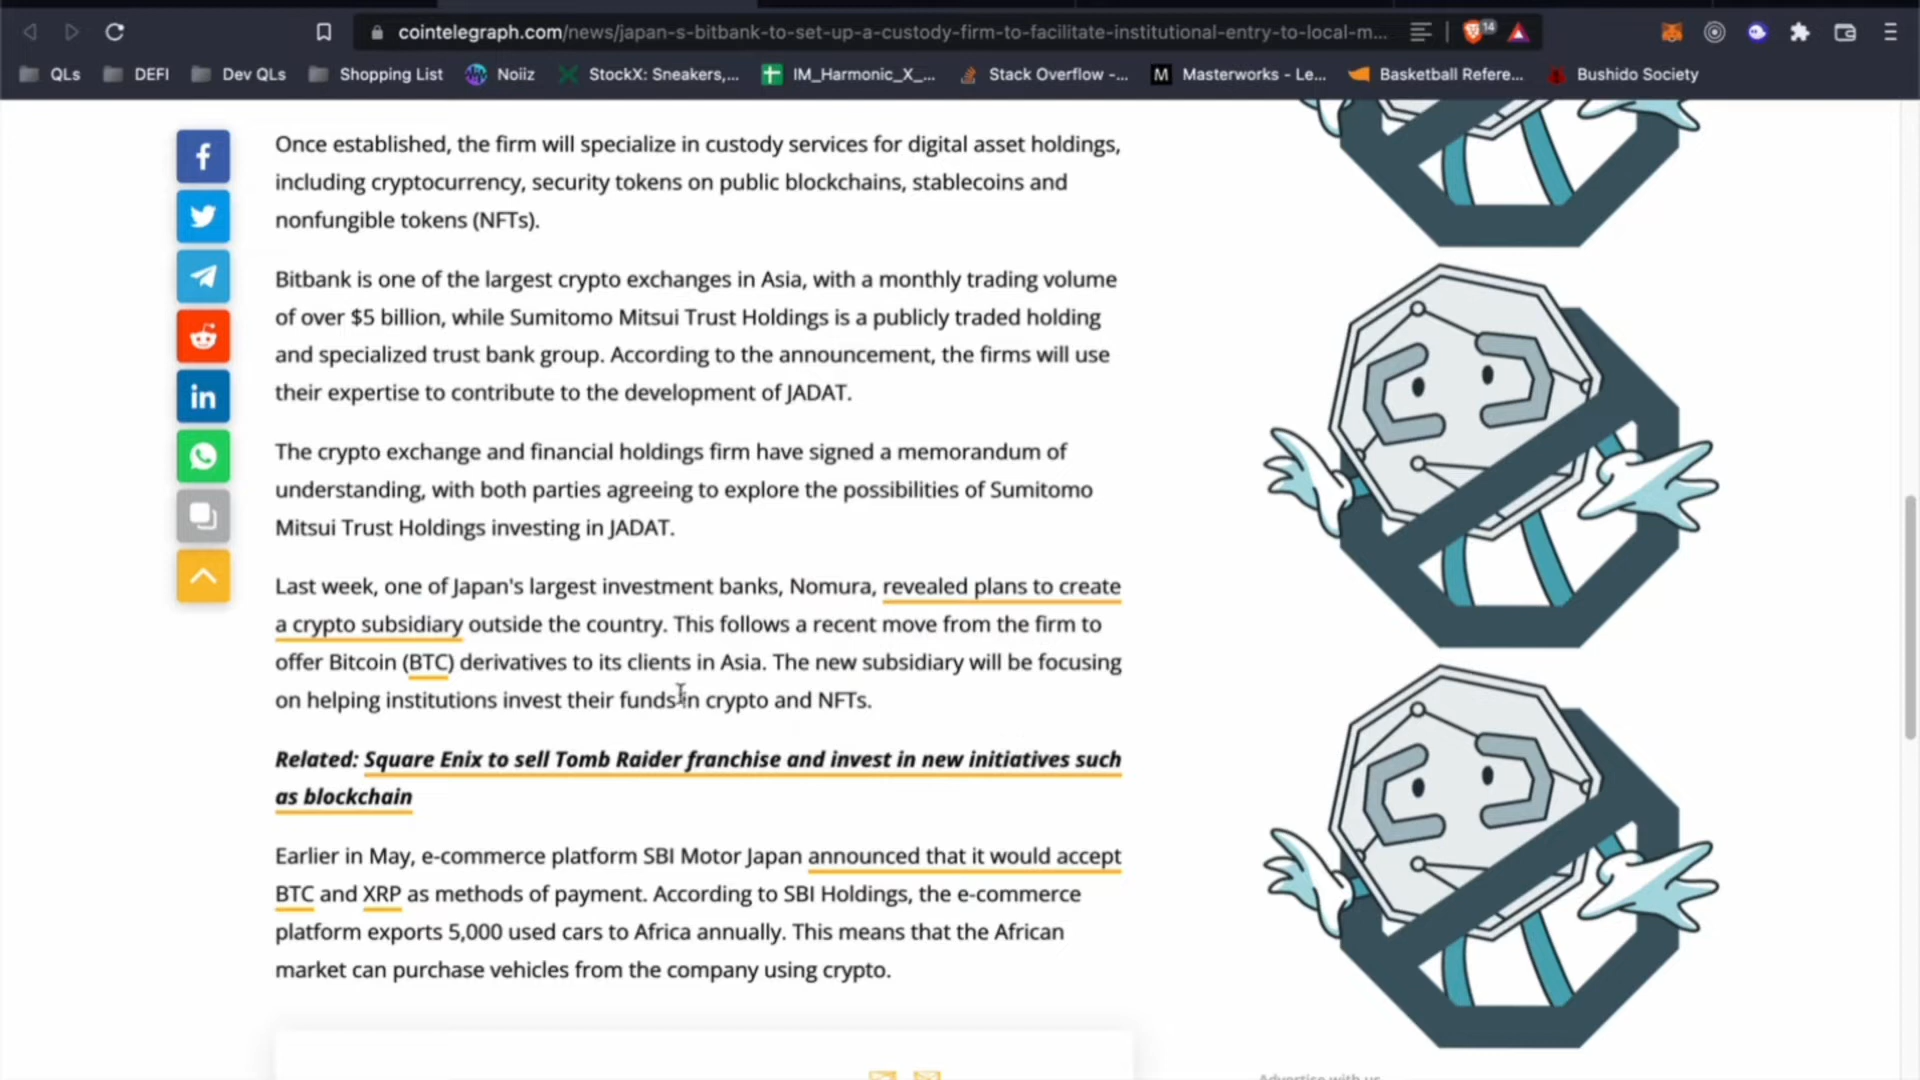 cointelegraph.com/news/japan-s-bitbank-to-set-up-a-custody-firm-to-facilitate-institutional-entry-to-local-m...
14
QLs DEFI Dev QLs Shopping List Noiiz StockX: Sneakers,... IM_Harmonic_X_... Stack Overflow -... M Masterworks - Le... Basketball Refere... Bushido Society
Once established, the firm will specialize in custody services for digital asset holdings,
including cryptocurrency, security tokens on public blockchains, stablecoins and
nonfungible tokens (NFTs).
Bitbank is one of the largest crypto exchanges in Asia, with a monthly trading volume
of over $5 billion, while Sumitomo Mitsui Trust Holdings is a publicly traded holding
and specialized trust bank group. According to the announcement, the firms will use
their expertise to contribute to the development of JADAT.
The crypto exchange and financial holdings firm have signed a memorandum of
understanding, with both parties agreeing to explore the possibilities of Sumitomo
Mitsui Trust Holdings investing in JADAT.
Last week, one of Japan's largest investment banks, Nomura, revealed plans to create
a crypto subsidiary outside the country. This follows a recent move from the firm to
offer Bitcoin (BTC) derivatives to its clients in Asia. The new subsidiary will be focusing
on helping institutions invest their funds in crypto and NFTs.
Related: Square Enix to sell Tomb Raider franchise and invest in new initiatives such
as blockchain
Earlier in May, e-commerce platform SBI Motor Japan announced that it would accept
BTC and XRP as methods of payment. According to SBI Holdings, the e-commerce
platform exports 5,000 used cars to Africa annually. This means that the African
market can purchase vehicles from the company using crypto.
Advertise with us